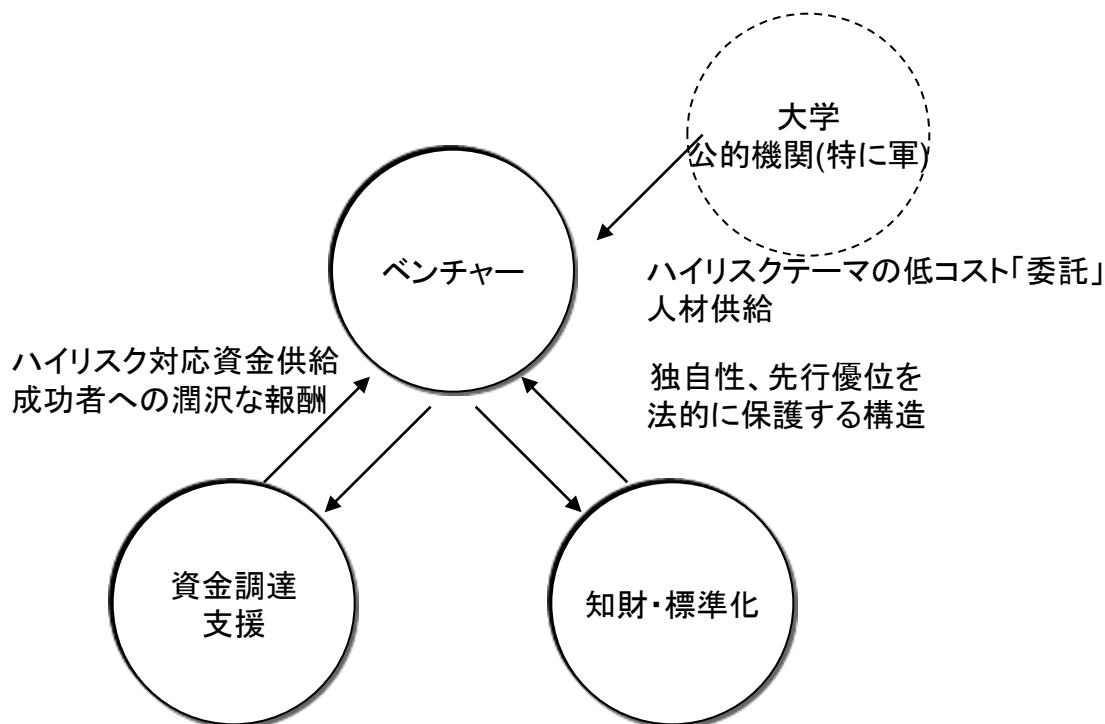 大学
公的機関(特に軍)
ベンチャー
ハイリスクテーマの低コスト「委託」
人材供給
ハイリスク対応資金供給
成功者への潤沢な報酬
独自性、先行優位を
法的に保護する構造
資金調達
支援
知財・標準化